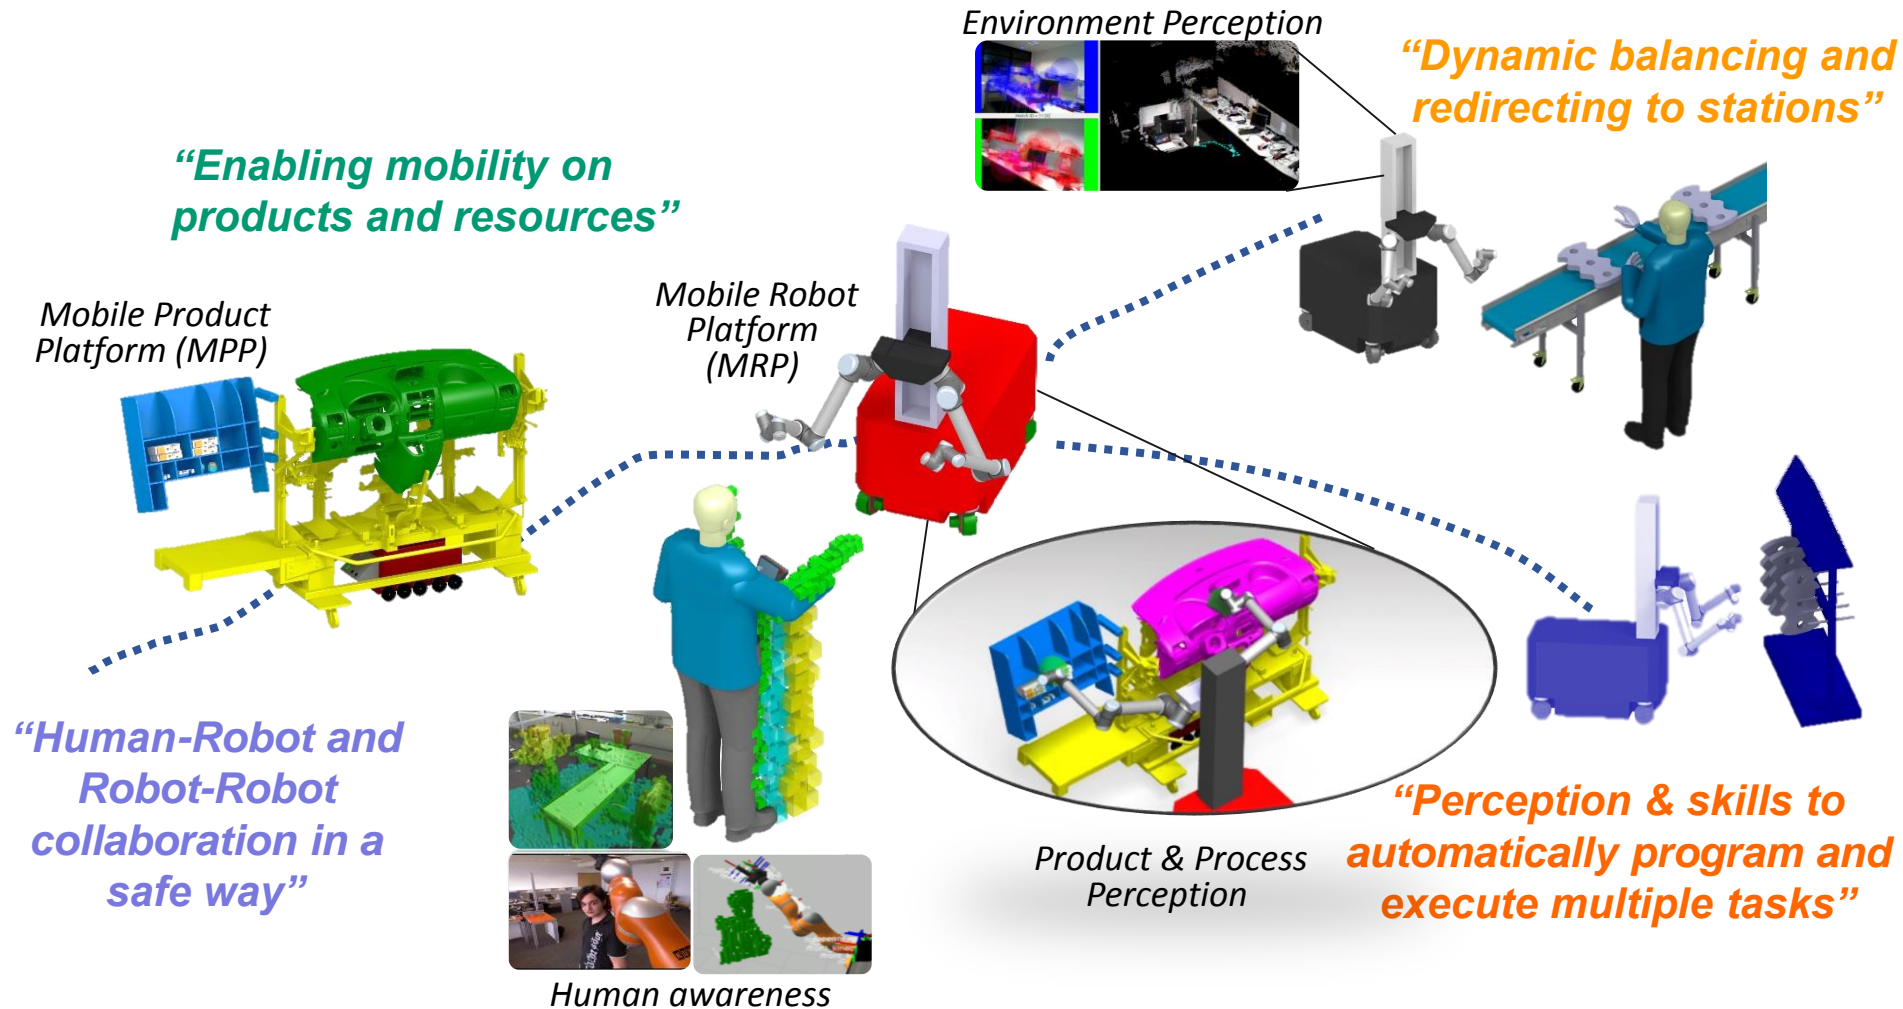 Environment Perception
“Dynamic balancing and
redirecting to stations”
“Enabling mobility on
products and resources”
Mobile Robot
Platform
(MRP)
Mobile Product
Platform (MPP)
“Human-Robot and
Robot-Robot
collaboration in a
safe way”
“Perception & skills to
automatically program and
execute multiple tasks”
Product & Process
Perception
Human awareness